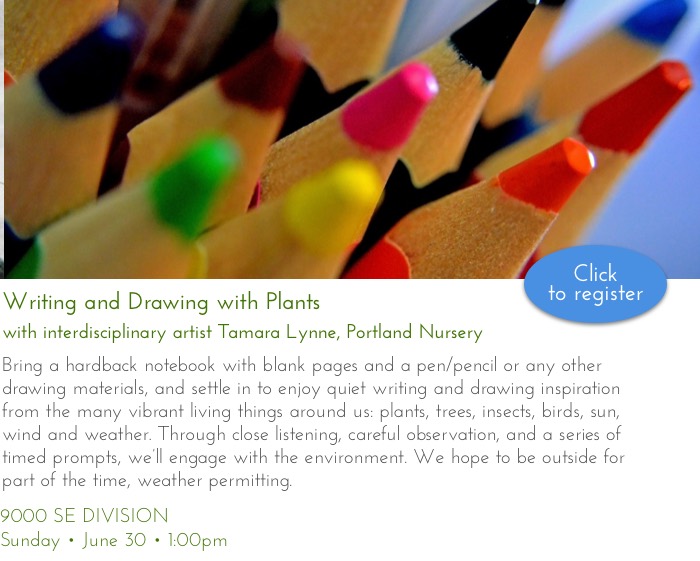 Click
to register
Writing and Drawing with Plants
with interdisciplinary artist Tamara Lynne, Portland Nursery
Bring a hardback notebook with blank pages and a pen/pencil or any other
drawing materials, and settle in to enjoy quiet writing and drawing inspiration
from the many vibrant living things around us: plants, trees, insects, birds, sun,
wind and weather. Through close listening, careful observation, and a series of
timed prompts, we'll engage with the environment. We hope to be outside for
part of the time, weather permitting.
9000 SE DIVISION
Sunday • June 30 • 1:00pm